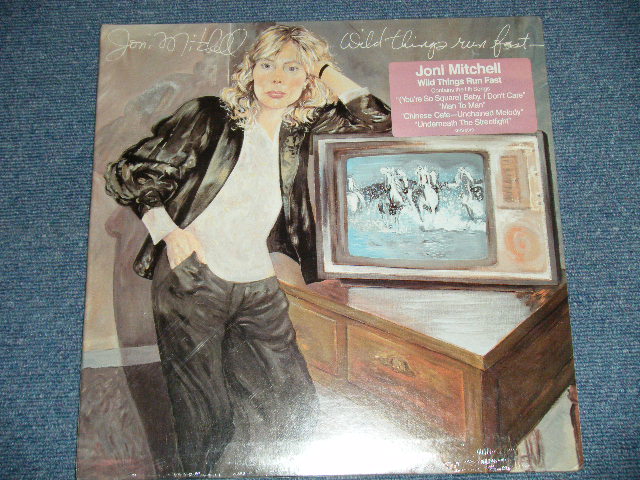 Joni Mitchell Wild things run fast
Joni Mitchell
Wild Things Run Fast
Contains the Hit Songs
"(You're So Square) Baby, I Don't Care"
"Man To Man"
"Chinese Cafe—Unchained Melody"
"Underneath The Streetlight"